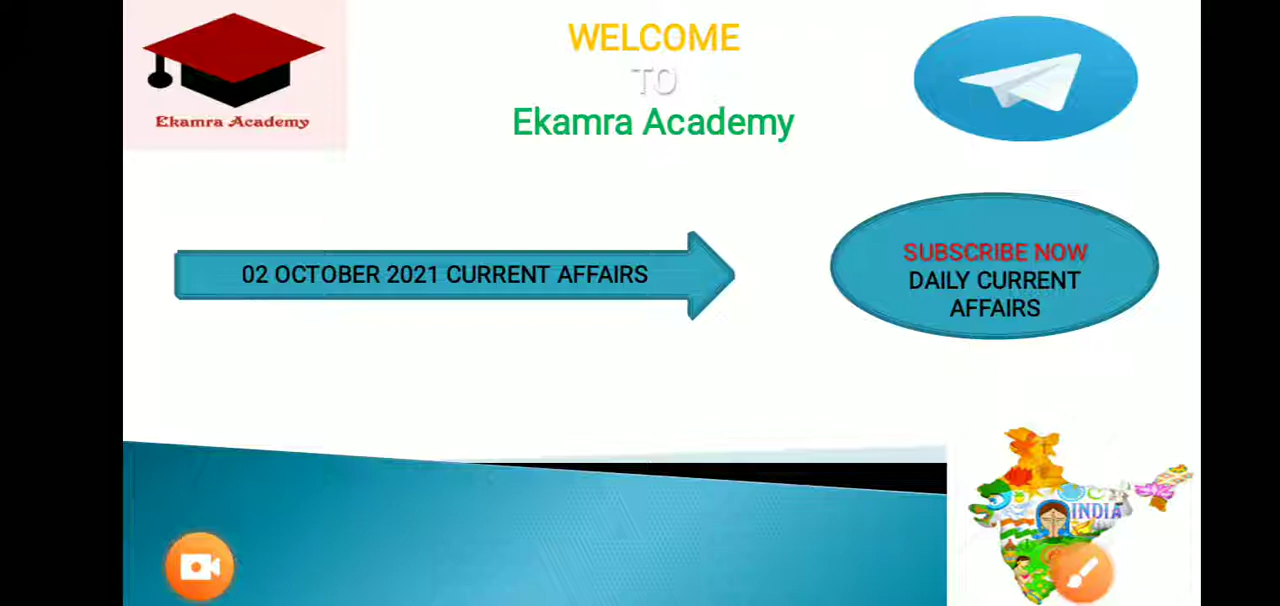 Ekamra Academy
WELCOME
TO
Ekamra Academy
02 OCTOBER 2021 CURRENT AFFAIRS
SUBSCRIBE NOW
DAILY CURRENT
AFFAIRS
INDIA